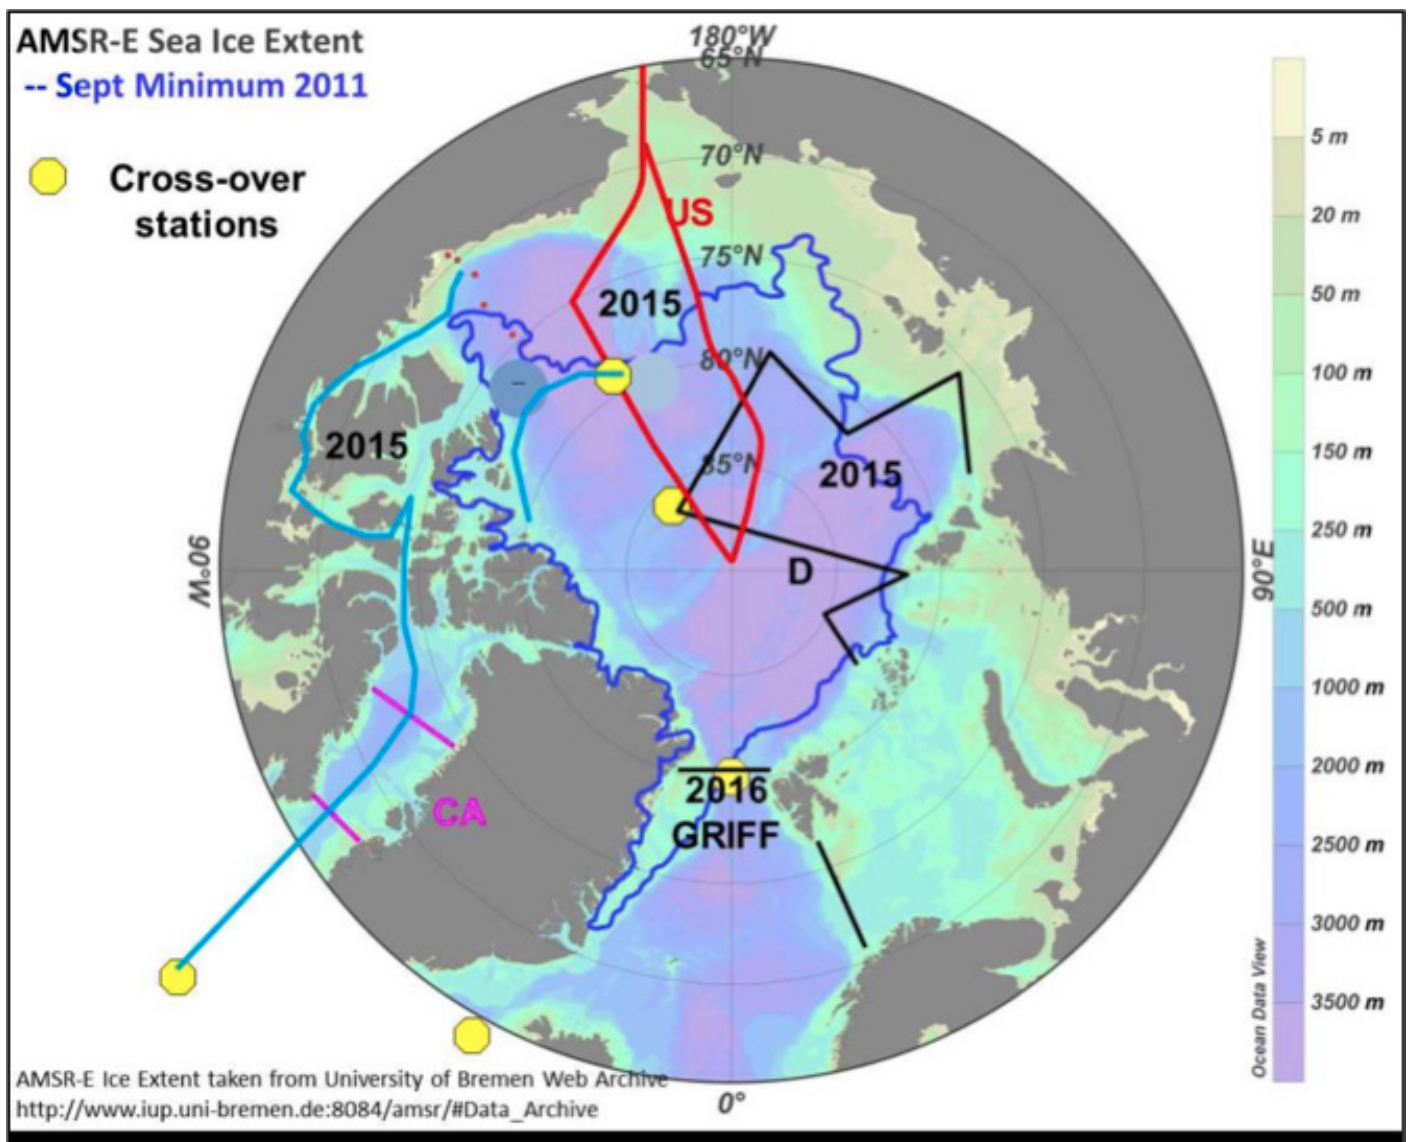 AMSR-E Sea Ice Extent
-- Sept Minimum 2011
Cross-over
stations
180°W
65°N
70°N
US
75°N
2015
80°N
2015
85°N
2015
90°W
D
90°E
2016
GRIFF
CA
0°
5 m
20 m
50 m
100 m
150 m
250 m
500 m
1000 m
2000 m
2500 m
3000 m
3500 m
Ocean Data View
AMSR-E Ice Extent taken from University of Bremen Web Archive
http://www.iup.uni-bremen.de:8084/amsr/#Data_Archive